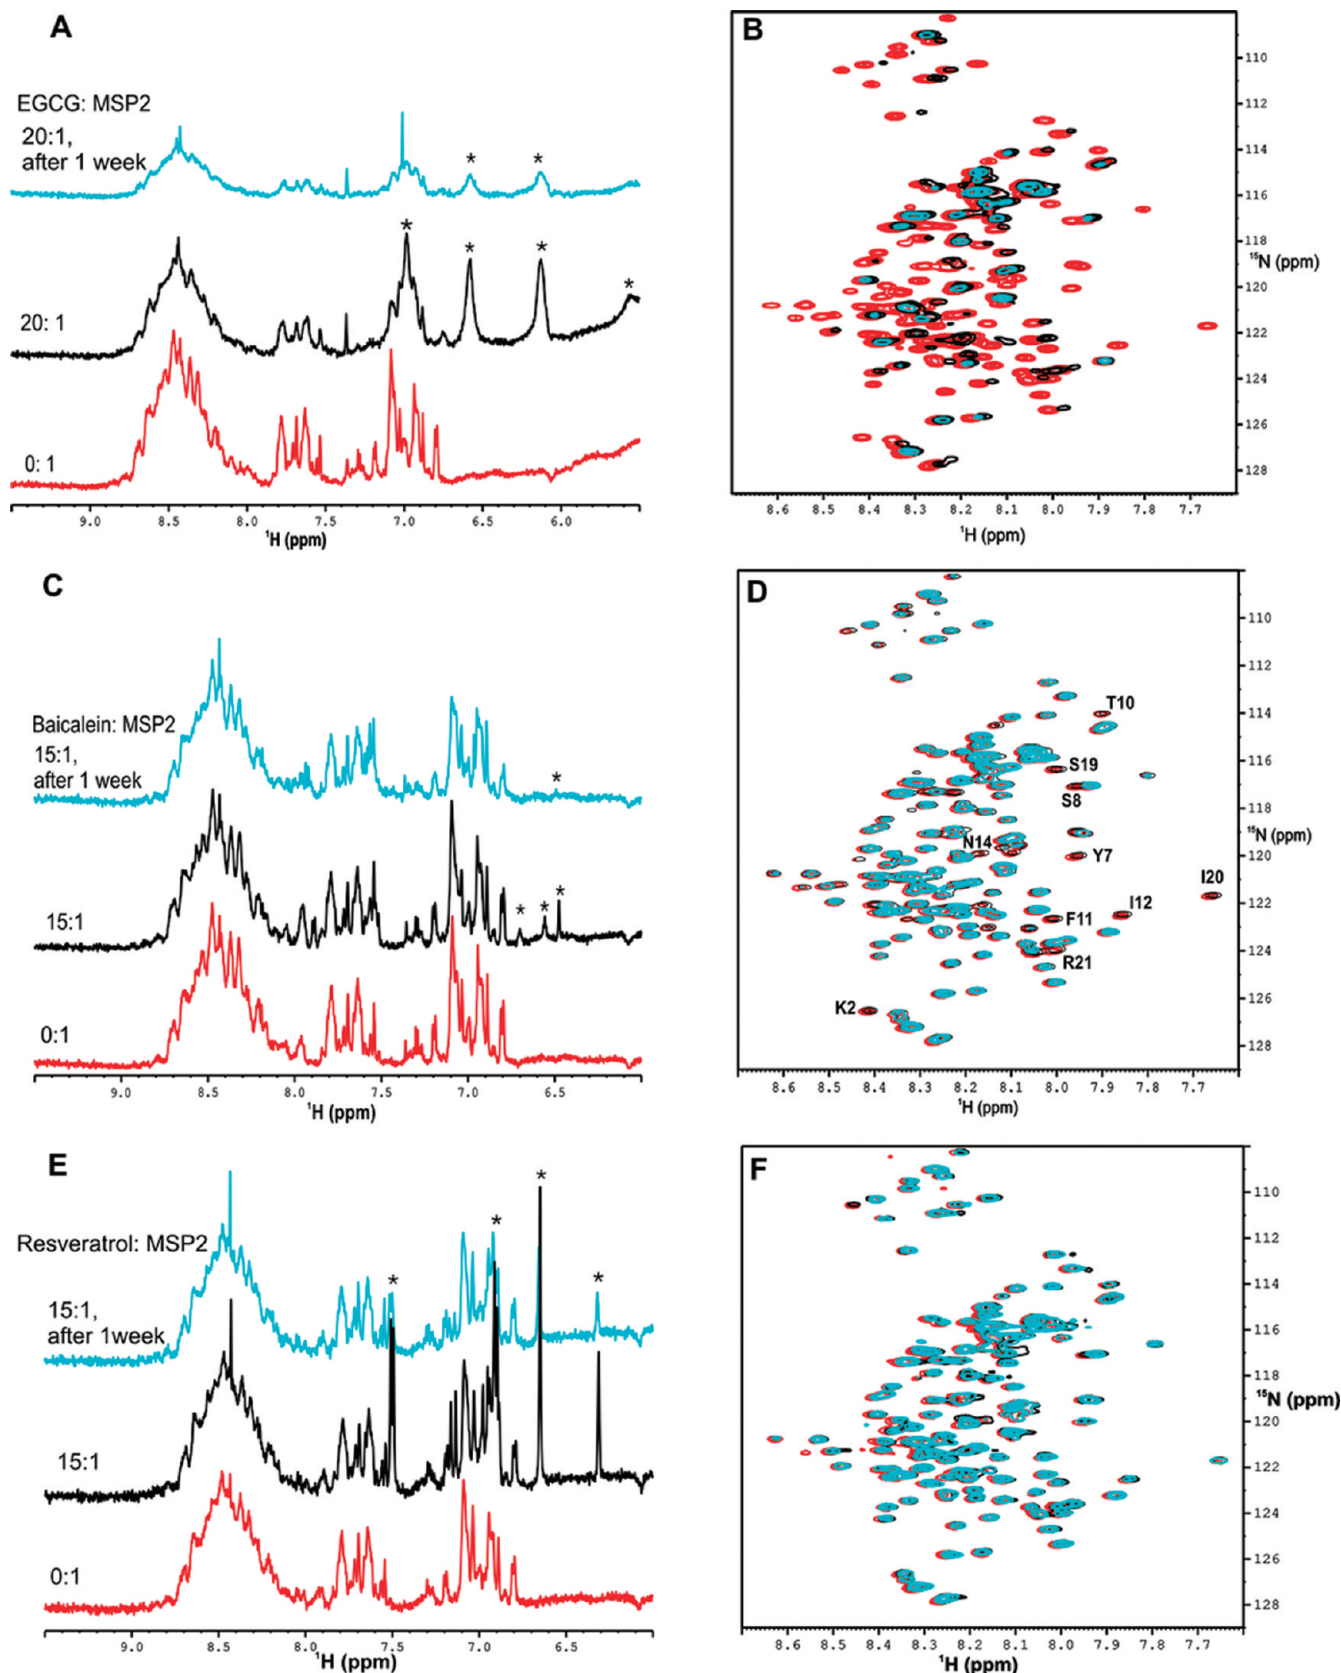 A
EGCG: MSP2
20:1,
after 1 week
*
*
20: 1
*
*
*
*
0: 1
9.0 8.5 8.0 7.5 7.0 6.5 6.0
¹H (ppm)
B
110
112
114
116
118
¹⁵N (ppm)
120
122
124
126
128
8.6 8.5 8.4 8.3 8.2 8.1 8.0 7.9 7.8 7.7
¹H (ppm)
C
Baicalein: MSP2
15:1,
after 1 week
*
15:1
*
*
*
0:1
9.0 8.5 8.0 7.5 7.0 6.5
¹H (ppm)
D
110
112
114
116
118
¹⁵N (ppm)
120
122
124
126
128
T10
S19
S8
N14
Y7
I20
I12
F11
R21
K2
8.6 8.5 8.4 8.3 8.2 8.1 8.0 7.9 7.8 7.7
¹H (ppm)
E
Resveratrol: MSP2
15:1,
after 1week
*
*
*
*
15:1
0:1
9.0 8.5 8.0 7.5 7.0 6.5
¹H (ppm)
F
110
112
114
116
118
¹⁵N (ppm)
120
122
124
126
128
8.6 8.5 8.4 8.3 8.2 8.1 8.0 7.9 7.8 7.7
¹H (ppm)